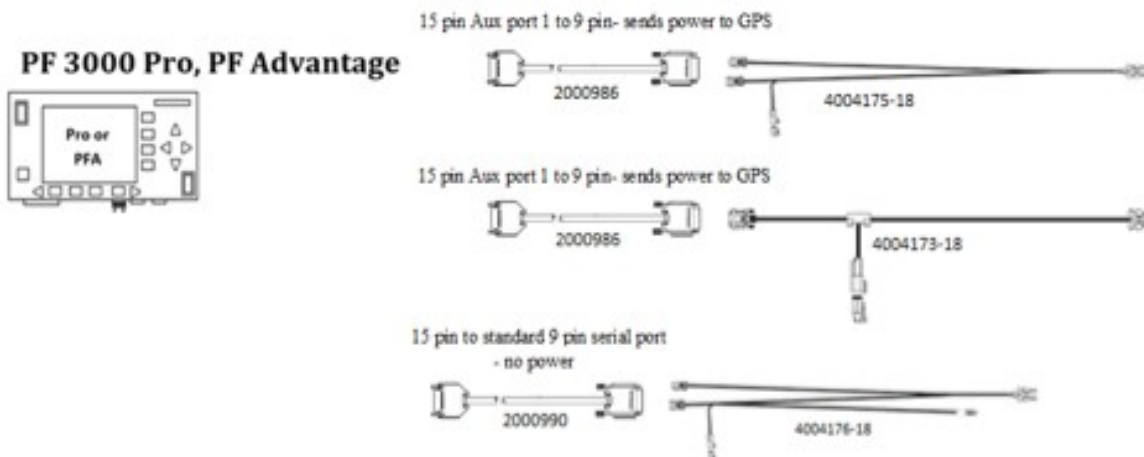 15 pin Aux port 1 to 9 pin- sends power to GPS
PF 3000 Pro, PF Advantage
2000986
4004175-18
Pro or
PFA
15 pin Aux port 1 to 9 pin- sends power to GPS
2000986
4004173-18
15 pin to standard 9 pin serial port
- no power
2000990
4004176-18